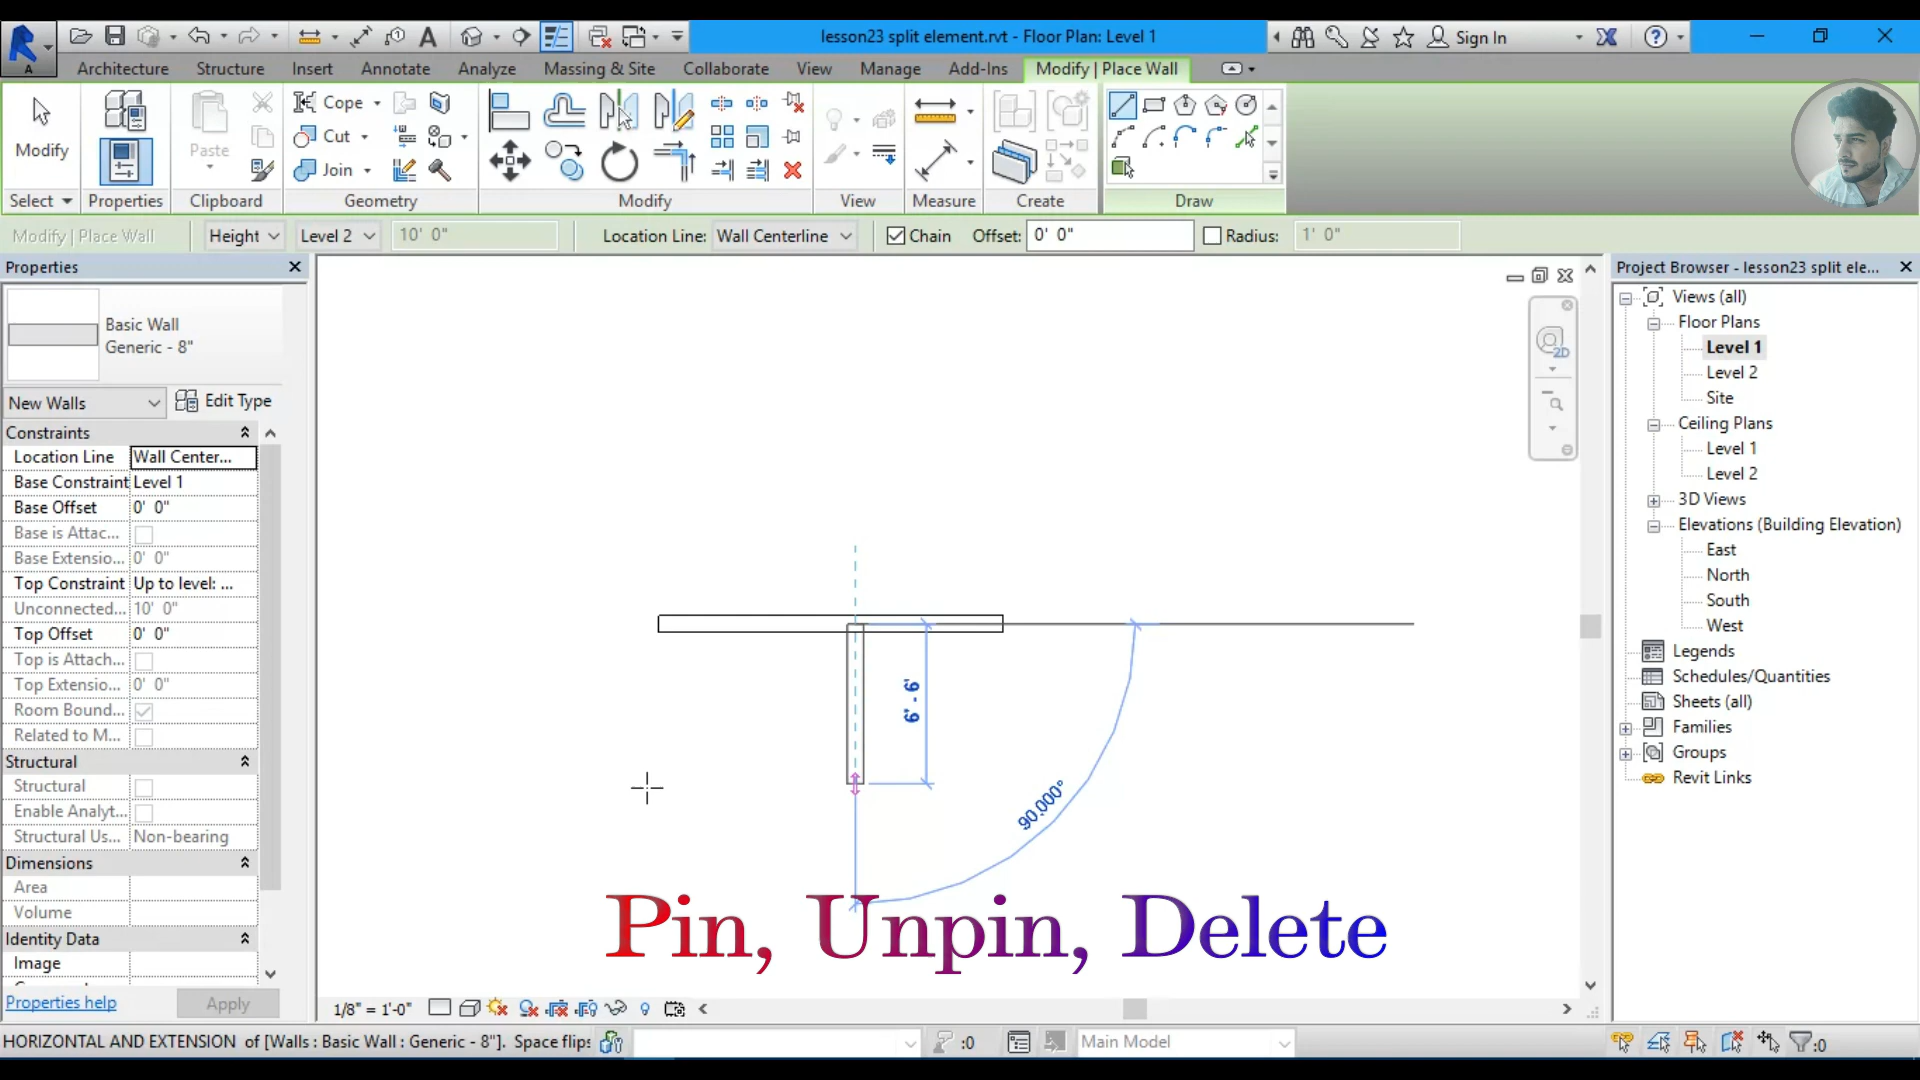 Sign In
lesson23 split element.rvt - Floor Plan: Level 1
Architecture Structure Insert Annotate Analyze Massing & Site Collaborate View Manage Add-Ins Modify | Place Wall
A
Modify
Paste
Cope
Cut
Join
Select Properties Clipboard Geometry Modify View Measure Create Draw
Modify | Place Wall Height Level 2 10' 0" Location Line: Wall Centerline Chain Offset: 0' 0" Radius: 1' 0"
Properties
Basic Wall
Generic - 8"
New Walls Edit Type
Constraints
Location Line Wall Center...
Base Constraint Level 1
Base Offset 0' 0"
Base is Attac...
Base Extensio... 0' 0"
Top Constraint Up to level: ...
Unconnected... 10' 0"
Top Offset 0' 0"
Top is Attach...
Top Extensio... 0' 0"
Room Bound...
Related to M...
Structural
Structural
Enable Analyt...
Structural Us... Non-bearing
Dimensions
Area
Volume
Identity Data
Image
Properties help Apply
2D
6' - 6"
90.000°
Pin, Unpin, Delete
1/8" = 1'-0"
Project Browser - lesson23 split ele...
Views (all)
Floor Plans
Level 1
Level 2
Site
Ceiling Plans
Level 1
Level 2
3D Views
Elevations (Building Elevation)
East
North
South
West
Legends
Schedules/Quantities
Sheets (all)
Families
Groups
Revit Links
HORIZONTAL AND EXTENSION of [Walls : Basic Wall : Generic - 8"]. Space flips :0 Main Model :0